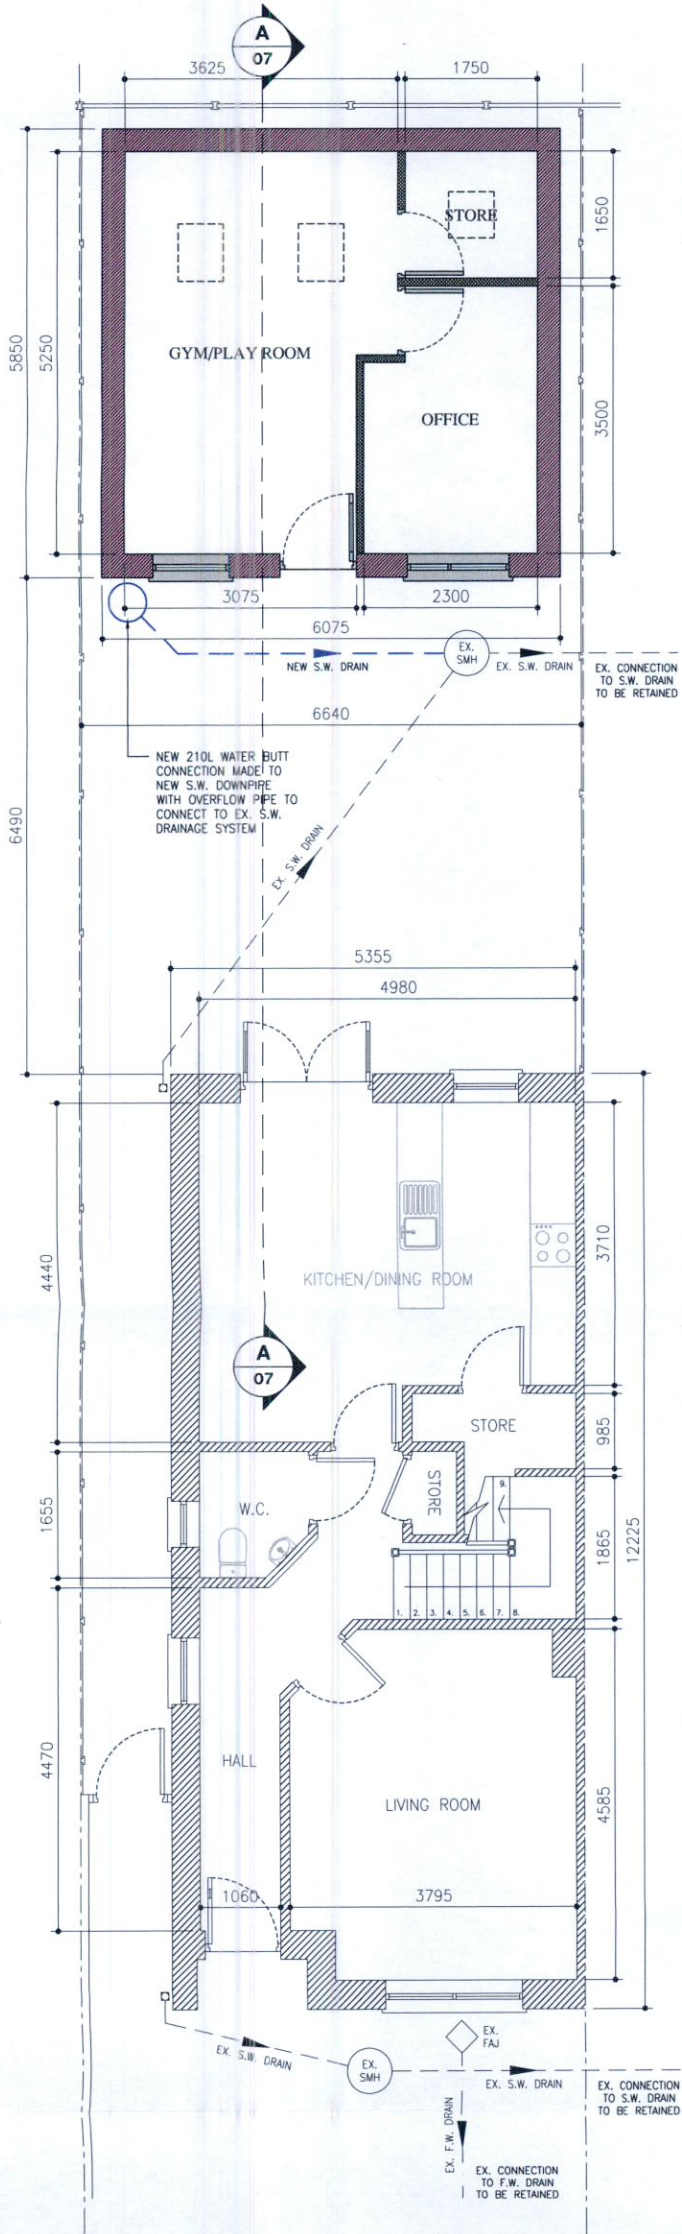 A
07
3625
1750
STORE
1650
5850
5250
GYM/PLAY ROOM
OFFICE
3500
3075
2300
6075
NEW S.W. DRAIN
EX.
SMH
EX. S.W. DRAIN
EX. CONNECTION
TO S.W. DRAIN
TO BE RETAINED
6640
NEW 210L WATER BUTT
CONNECTION MADE TO
NEW S.W. DOWNPIPE
WITH OVERFLOW PIPE TO
CONNECT TO EX. S.W.
DRAINAGE SYSTEM
6490
EX. S.W. DRAIN
5355
4980
4440
3710
KITCHEN/DINING ROOM
A
07
STORE
985
STORE
W.C.
1655
9.
1865
12225
1. 2. 3. 4. 5. 6. 7. 8.
4470
HALL
LIVING ROOM
4585
1060
3795
EX. S.W. DRAIN
EX.
SMH
EX.
FAJ
EX. S.W. DRAIN
EX. CONNECTION
TO S.W. DRAIN
TO BE RETAINED
EX. F.W. DRAIN
EX. CONNECTION
TO F.W. DRAIN
TO BE RETAINED